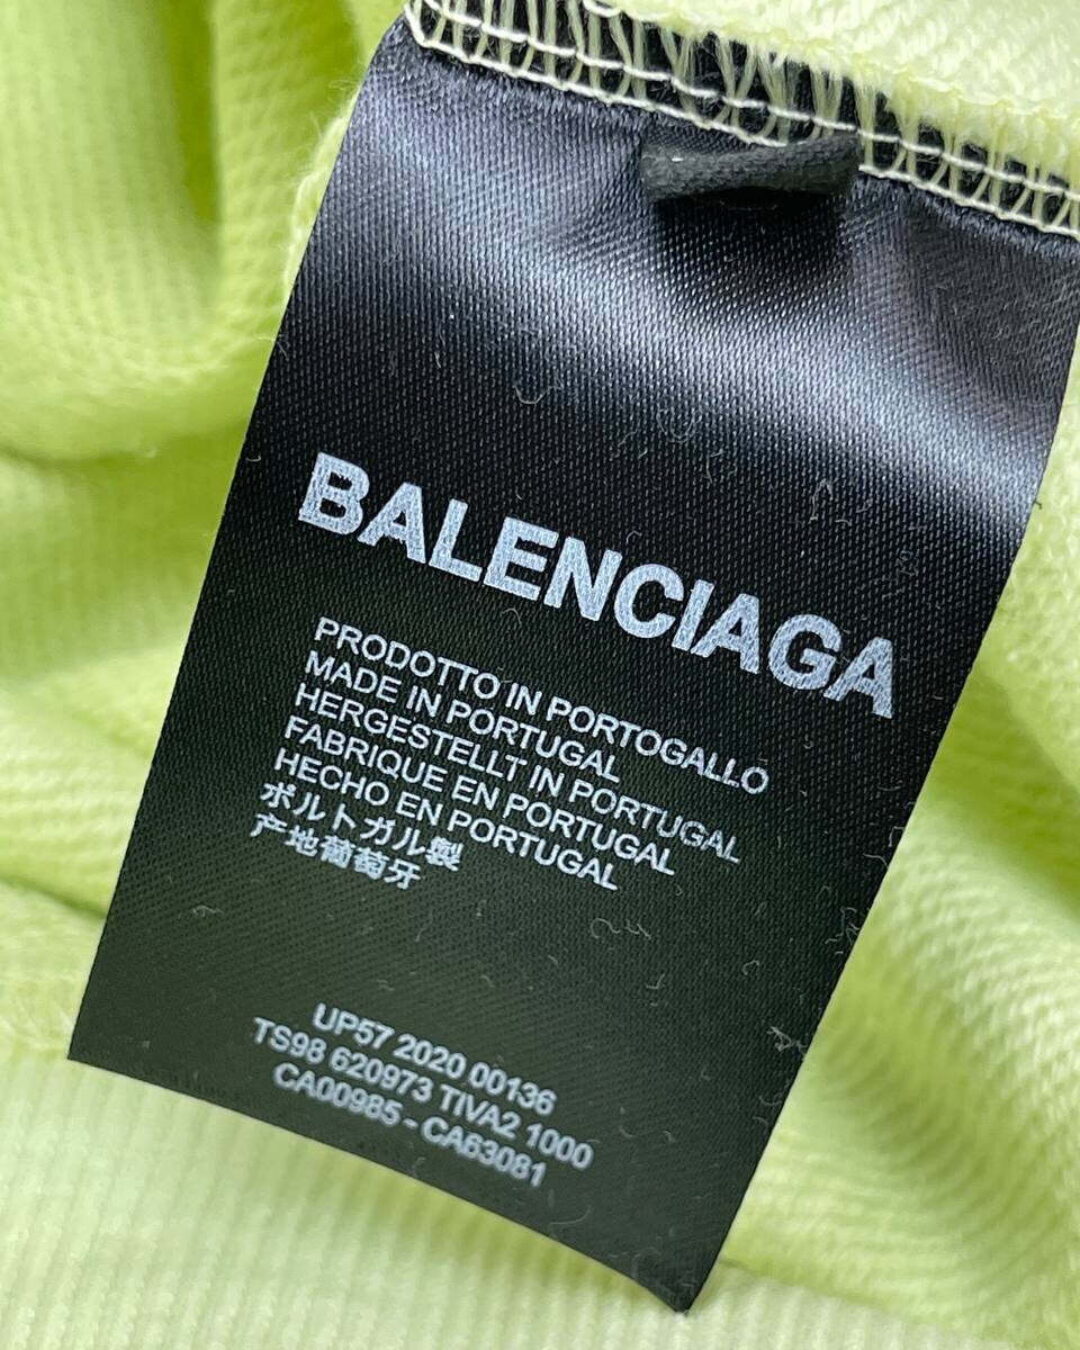 BALENCIAGA
PRODOTTO IN PORTOGALLO
MADE IN PORTUGAL
HERGESTELLT IN PORTUGAL
FABRIQUE EN PORTUGAL
HECHO EN PORTUGAL
ポルトガル製
产地葡萄牙
UP57 2020 00136
TS98 620973 TIVA2 1000
CA00985 - CA63081